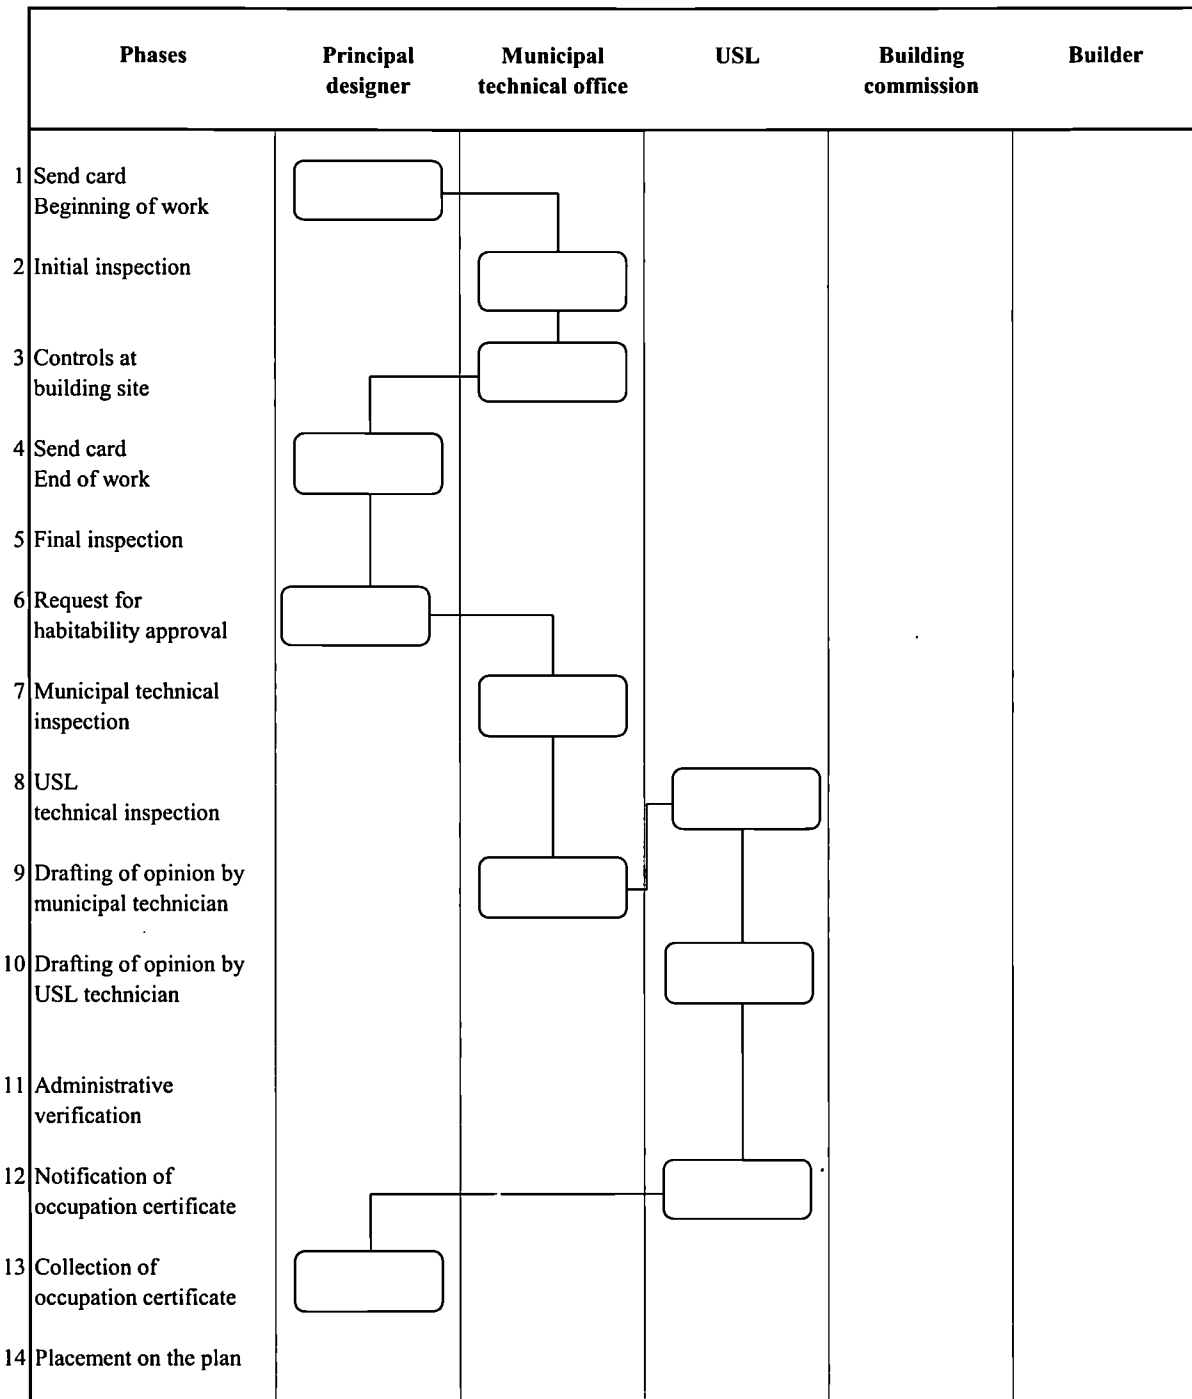 Phases
Principal
designer
Municipal
technical office
USL
Building
commission
Builder
1 Send card
Beginning of work
2 Initial inspection
3 Controls at
building site
4 Send card
End of work
5 Final inspection
6 Request for
habitability approval
7 Municipal technical
inspection
8 USL
technical inspection
9 Drafting of opinion by
municipal technician
10 Drafting of opinion by
USL technician
11 Administrative
verification
12 Notification of
occupation certificate
13 Collection of
occupation certificate
14 Placement on the plan